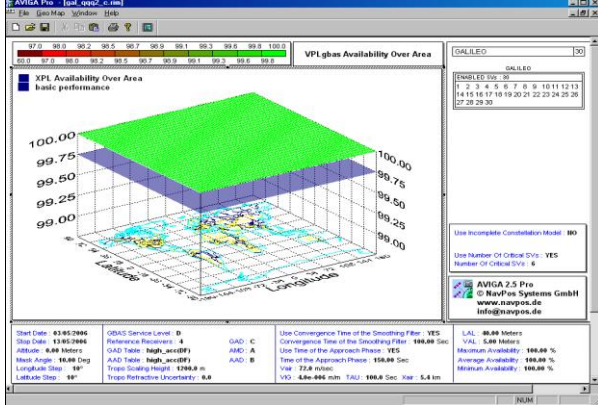 AVIGA Pro - [gal_qqq2_c.rim]
File Geo Map Window Help
97.0 98.0 98.2 98.5 98.7 98.9 99.1 99.3 99.6 99.8 100.0
60.0 97.0 98.0 98.2 98.5 98.7 98.9 99.1 99.3 99.6 99.8
VPLgbas Availability Over Area
GALILEO 30
GALILEO
ENABLED SVs : 30
1 2 3 4 5 6 7 8 9 10 11 12 13
14 15 16 17 18 19 20 21 22 23 24 25 26
27 28 29 30
XPL Availability Over Area
basic performance
100.00
99.75
99.50
99.25
99.00
100.00
99.75
99.50
99.25
99.00
Latitude
Longitude
Use Incomplete Constellation Model : NO
Use Number Of Critical SVs : YES
Number Of Critical SVs : 6
AVIGA 2.5 Pro
© NavPos Systems GmbH
www.navpos.de
info@navpos.de
Start Date : 03/05/2006
Stop Date : 13/05/2006
Altitude : 0,00 Meters
Mask Angle : 10,00 Deg
Longitude Step : 10°
Latitude Step : 10°
GBAS Service Level : D
Reference Receivers : 4 GAD : C
GAD Table : high_acc(DF) AMD : A
AAD Table : high_acc(DF) AAD : B
Tropo Scaling Height : 1200,0 m
Tropo Refractive Uncertainty : 0,0
Use Convergence Time of the Smoothing Filter : YES
Convergence Time of the Smoothing Filter : 100,00 Sec
Use Time of the Approach Phase : YES
Time of the Approach Phase : 150,00 Sec
Vair : 72,0 m/sec
VIG : 4,0e-006 m/m TAU : 100,0 Sec Xair : 5,4 km
LAL : 40,00 Meters
VAL : 5,00 Meters
Maximum Availability : 100,00 %
Average Availability : 100,00 %
Minimum Availability : 100,00 %
NUM